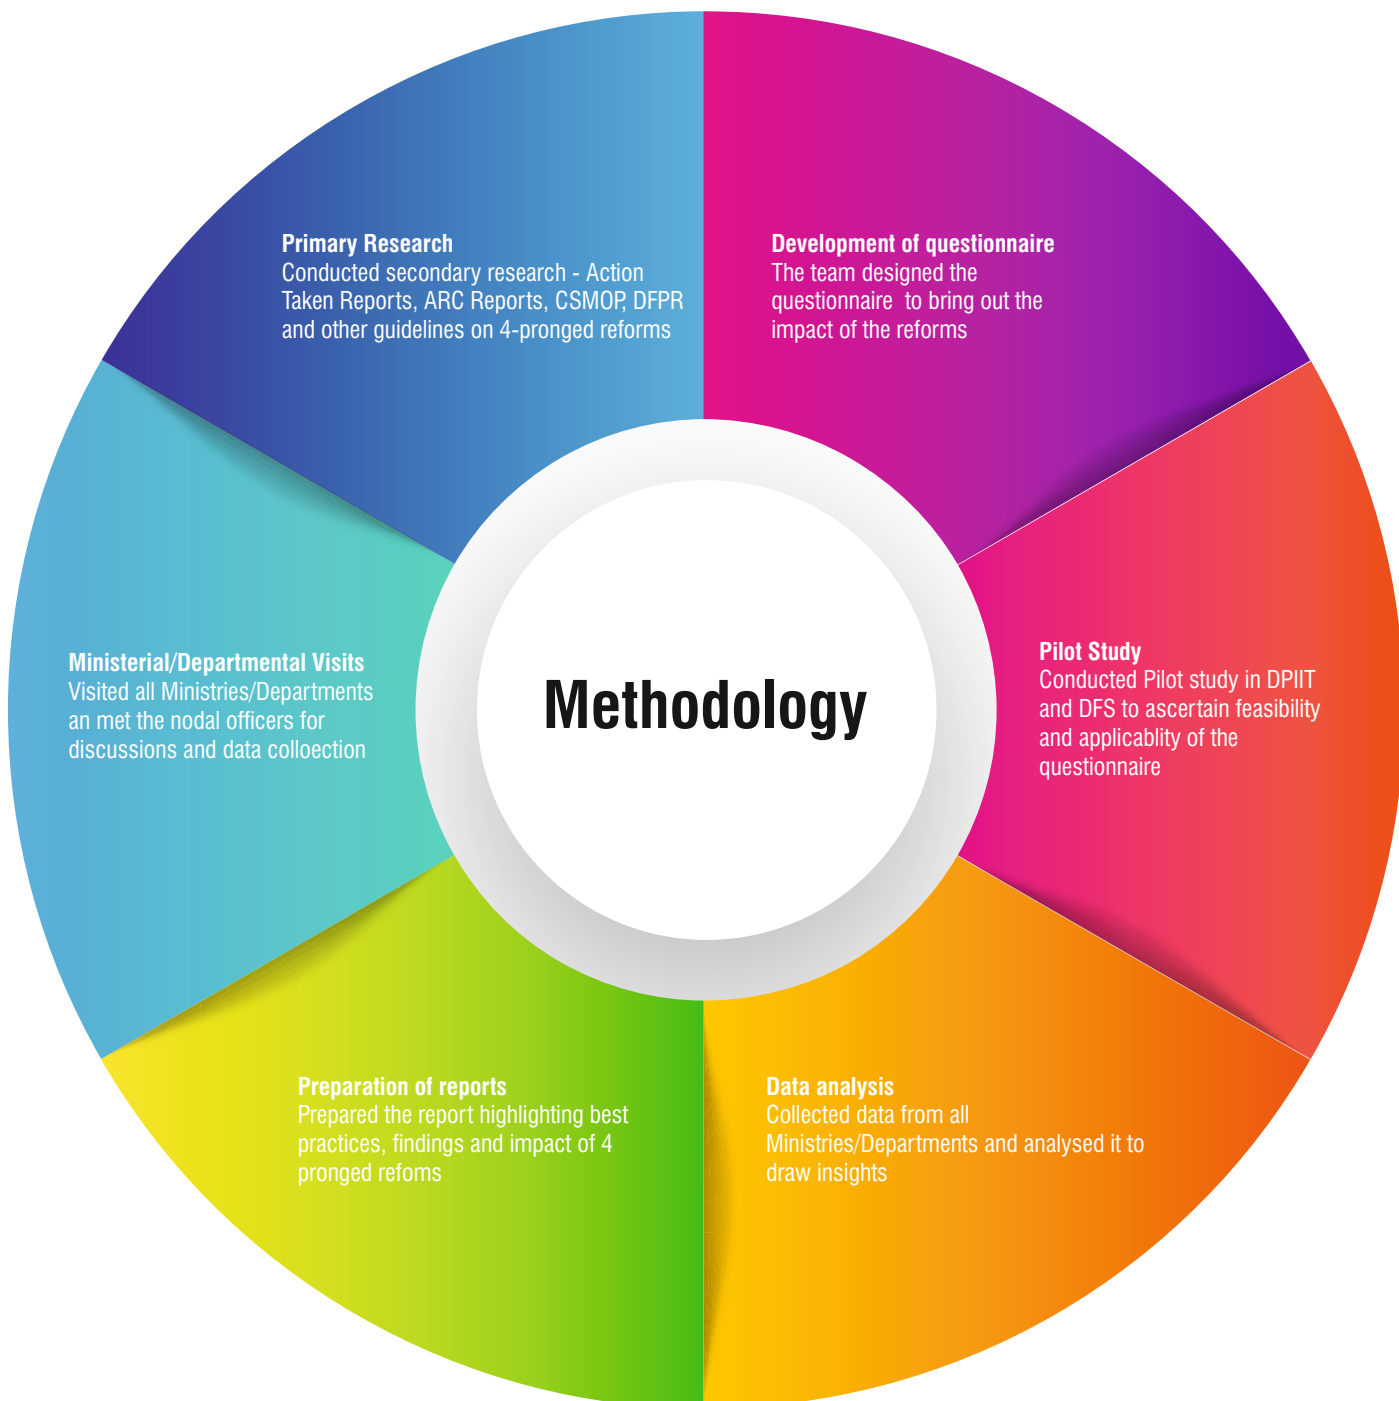 Primary Research
Conducted secondary research - Action
Taken Reports, ARC Reports, CSMOP, DFPR
and other guidelines on 4-pronged reforms
Development of questionnaire
The team designed the
questionnaire  to bring out the
impact of the reforms
Ministerial/Departmental Visits
Visited all Ministries/Departments
an met the nodal officers for
discussions and data colloection
Methodology
Pilot Study
Conducted Pilot study in DPIIT
and DFS to ascertain feasibility
and applicablity of the
questionnaire
Preparation of reports
Prepared the report highlighting best
practices, findings and impact of 4
pronged refoms
Data analysis
Collected data from all
Ministries/Departments and analysed it to
draw insights